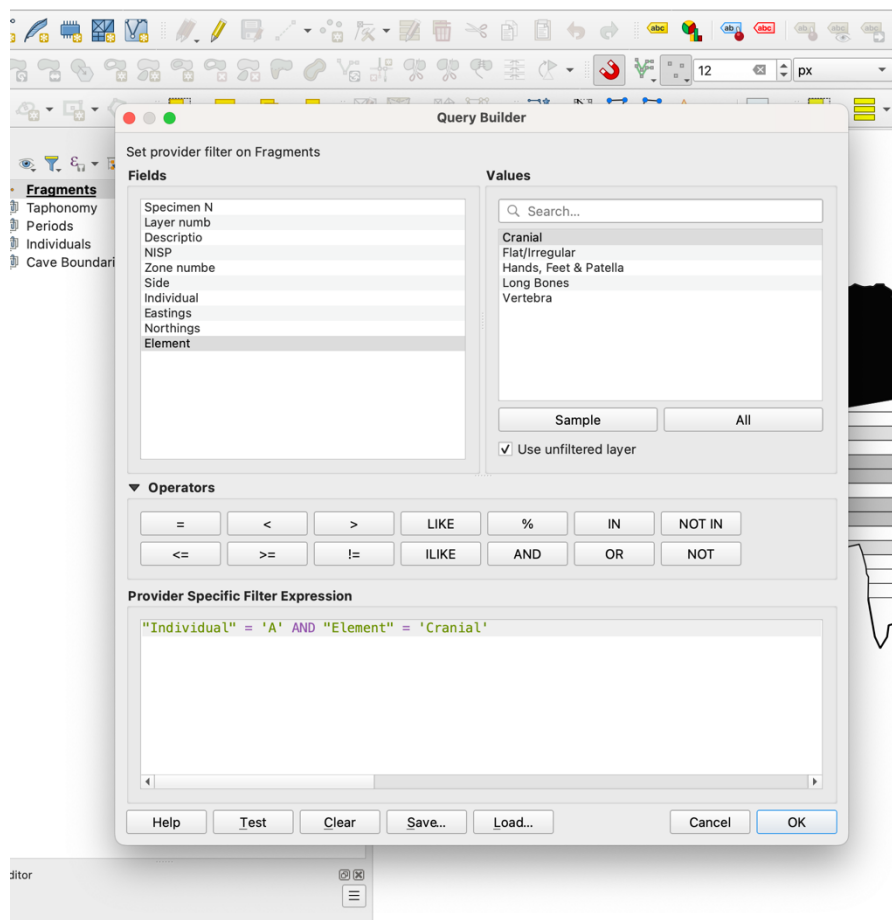 abc
abc
12
px
Query Builder
Set provider filter on Fragments
Fields
Specimen N
Layer numb
Descriptio
NISP
Zone numbe
Side
Individual
Eastings
Northings
Element
Values
Search...
Cranial
Flat/Irregular
Hands, Feet & Patella
Long Bones
Vertebra
Sample
All
Use unfiltered layer
Fragments
Taphonomy
Periods
Individuals
Cave Boundari
Operators
= < > LIKE % IN NOT IN
<= >= != ILIKE AND OR NOT
Provider Specific Filter Expression
"Individual" = 'A' AND "Element" = 'Cranial'
Help Test Clear Save... Load... Cancel OK
ditor